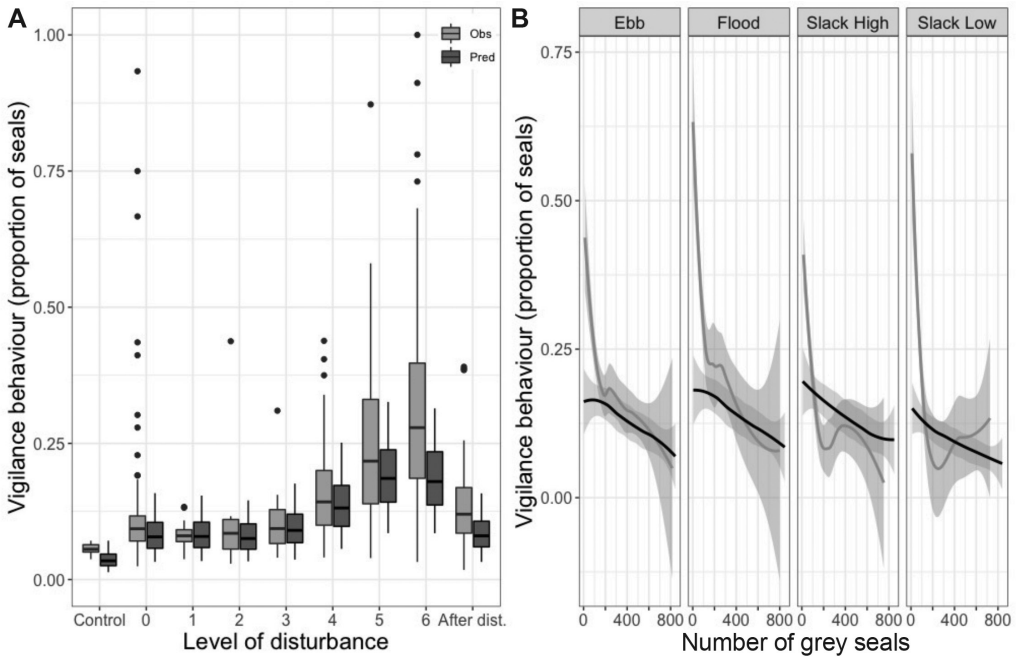 A
Vigilance behaviour (proportion of seals)
1.00
0.75
0.50
0.25
0.00
Obs
Pred
Control 0 1 2 3 4 5 6 After dist.
Level of disturbance
B
Ebb Flood Slack High Slack Low
Vigilance behaviour (proportion of seals)
0.75
0.50
0.25
0.00
0 400 800 0 400 800 0 400 800 0 400 800
Number of grey seals